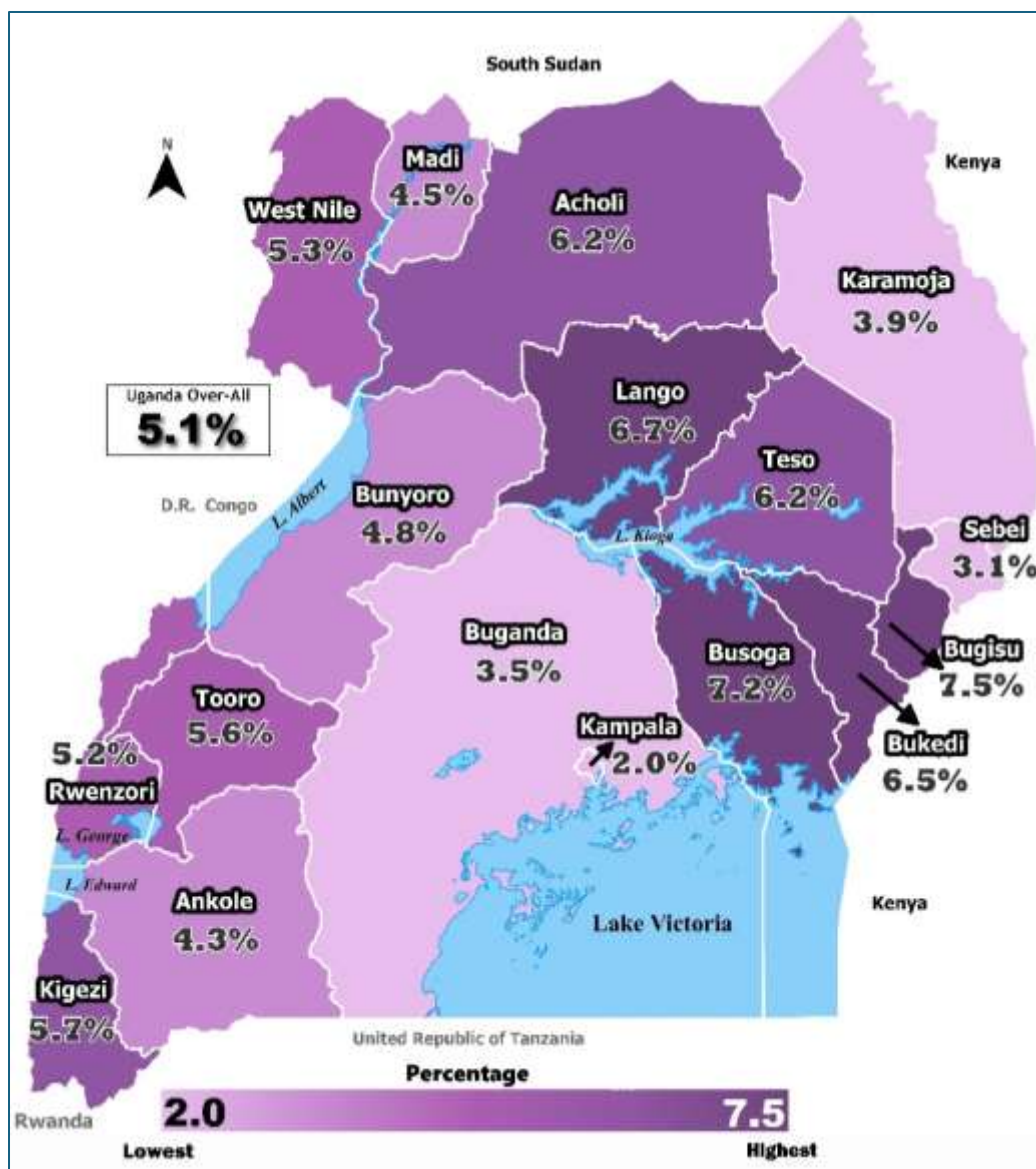 South Sudan
N
Madi
4.5%
Kenya
West Nile
5.3%
Acholi
6.2%
Karamoja
3.9%
Uganda Over-All
5.1%
Lango
6.7%
Teso
6.2%
D.R. Congo
L. Albert
Bunyoro
4.8%
L. Kioga
Sebei
3.1%
Buganda
3.5%
Busoga
7.2%
Bugisu
7.5%
Tooro
5.6%
Kampala
2.0%
Bukedi
6.5%
5.2%
Rwenzori
L. George
L. Edward
Ankole
4.3%
Lake Victoria
Kenya
Kigezi
5.7%
United Republic of Tanzania
Rwanda
Percentage
2.0
7.5
Lowest
Highest